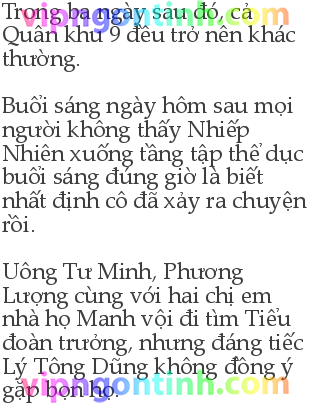 Trong ba ngày sau đó, cả
Quân khu 9 đều trở nên khác
thường.
Buổi sáng ngày hôm sau mọi
người không thấy Nhiếp
Nhiên xuống tầng tập thể dục
buổi sáng đúng giờ là biết
nhất định cô đã xảy ra chuyện
rồi.
Uông Tư Minh, Phương
Lượng cùng với hai chị em
nhà họ Manh vội đi tìm Tiểu
đoàn trưởng, nhưng đáng tiếc
Lý Tông Dũng không đồng ý
gặp bọn họ.
vipngontinh.com
vipngontinh.com